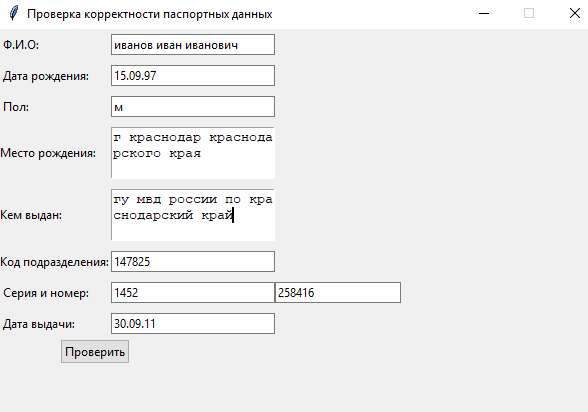 Проверка корректности паспортных данных
Ф.И.О: иванов иван иванович
Дата рождения: 15.09.97
Пол: м
Место рождения: г краснодар краснода
рского края
Кем выдан: гу мвд россии по кра
снодарский край
Код подразделения: 147825
Серия и номер: 1452 258416
Дата выдачи: 30.09.11
Проверить